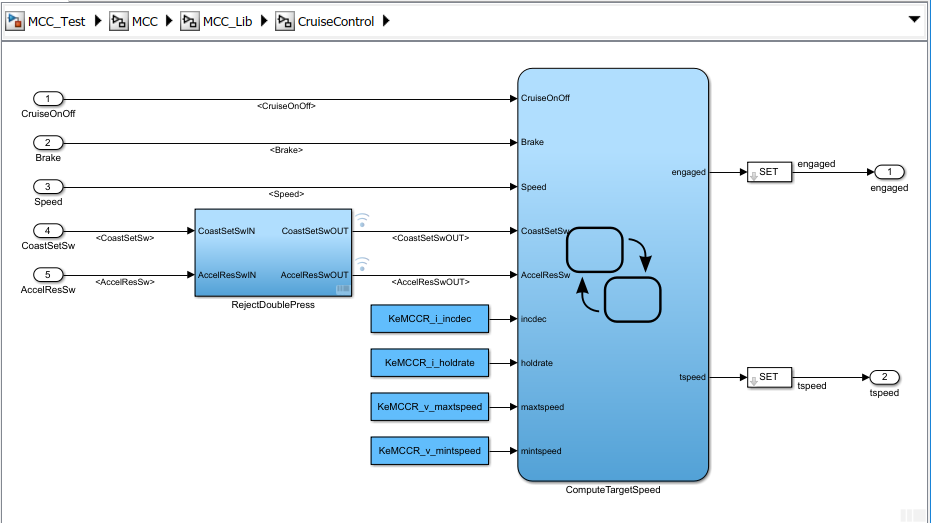 MCC_Test MCC MCC_Lib CruiseControl
1
CruiseOnOff
<CruiseOnOff>
CruiseOnOff
2
Brake
<Brake>
Brake
3
Speed
<Speed>
Speed
4
CoastSetSw
<CoastSetSw>
CoastSetSwIN
CoastSetSwOUT
<CoastSetSwOUT>
CoastSetSw
5
AccelResSw
<AccelResSw>
AccelResSwIN
AccelResSwOUT
<AccelResSwOUT>
AccelResSw
RejectDoublePress
KeMCCR_i_incdec
incdec
KeMCCR_i_holdrate
holdrate
KeMCCR_v_maxtspeed
maxtspeed
KeMCCR_v_mintspeed
mintspeed
engaged
SET
engaged
1
engaged
tspeed
SET
tspeed
2
tspeed
ComputeTargetSpeed